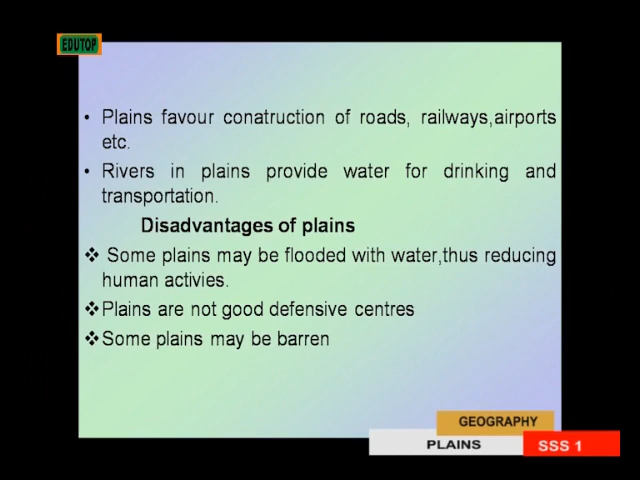 EDUTOP
• Plains favour conatruction of roads, railways,airports
etc.
• Rivers in plains provide water for drinking and
transportation.
Disadvantages of plains
❖ Some plains may be flooded with water,thus reducing
human activies.
❖Plains are not good defensive centres
❖Some plains may be barren
GEOGRAPHY
PLAINS
SSS 1